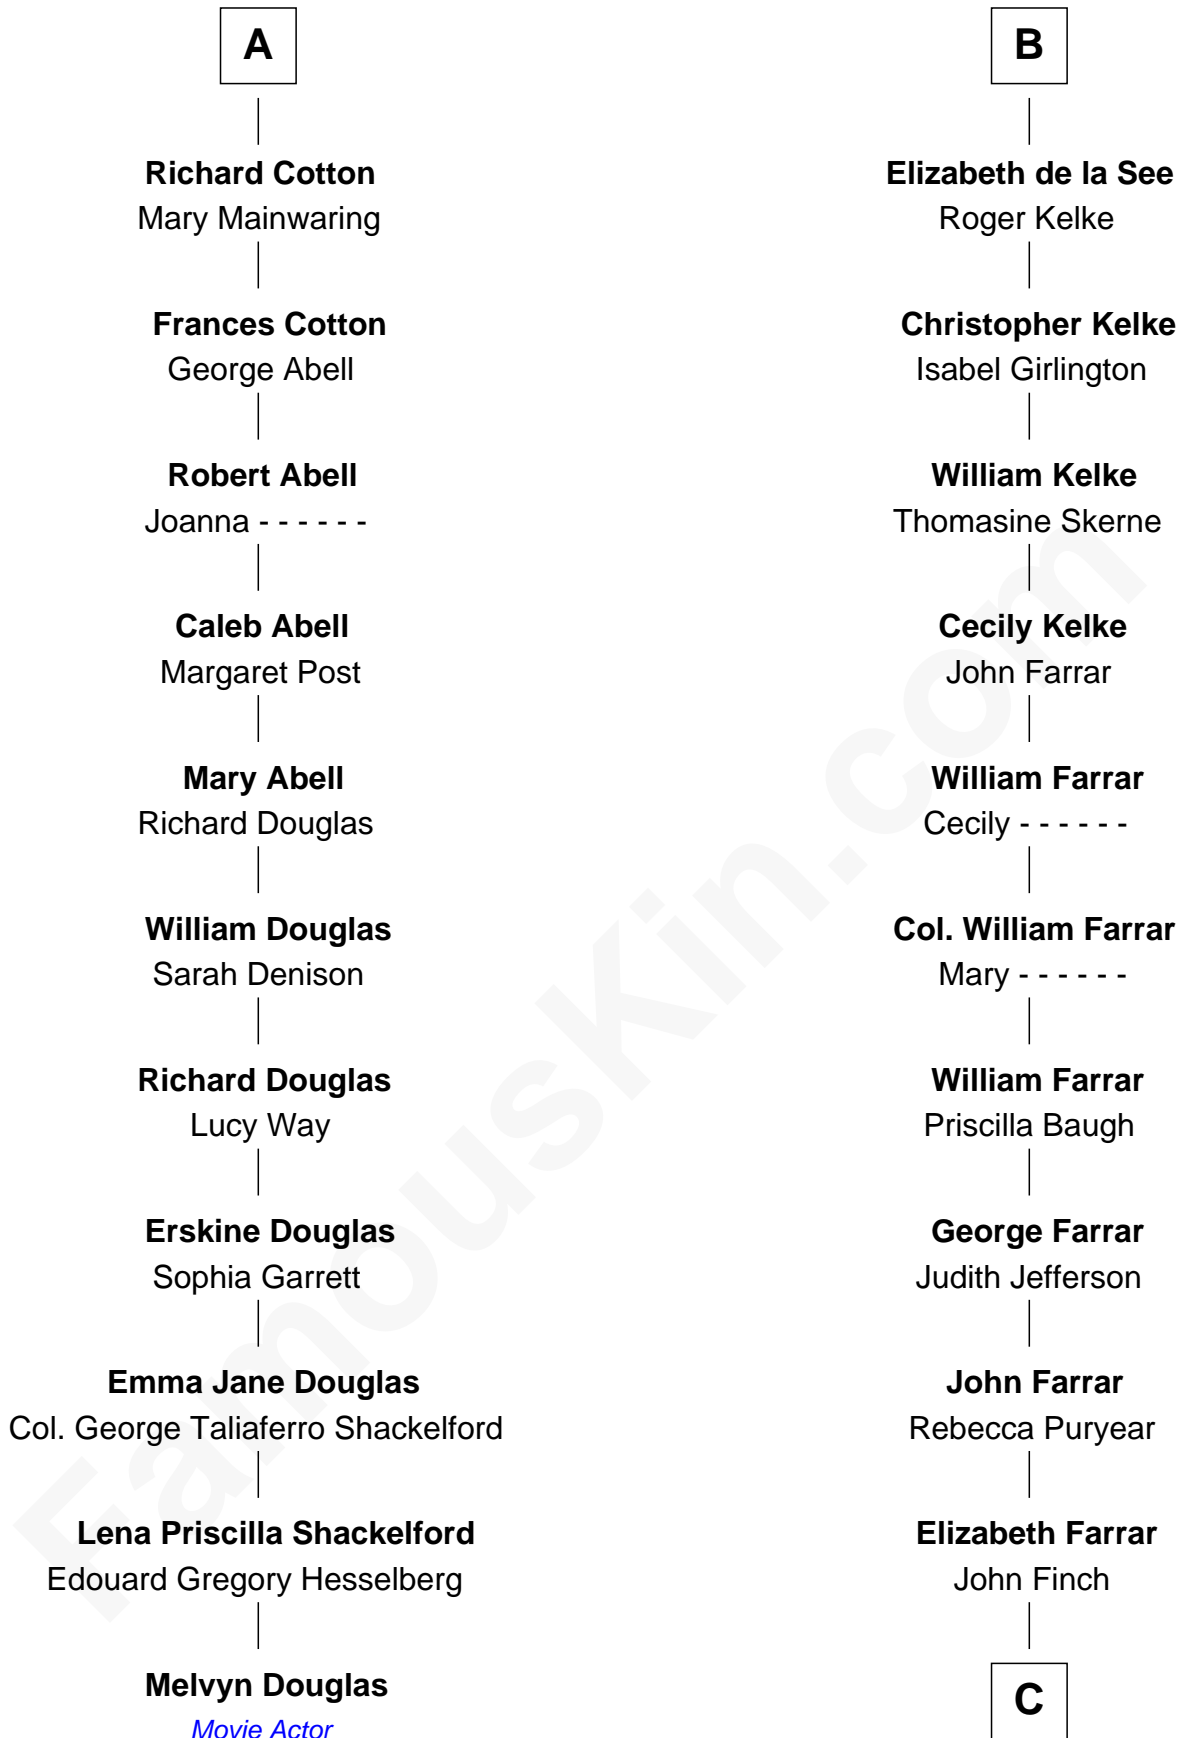 A
Richard Cotton
Mary Mainwaring
Frances Cotton
George Abell
Robert Abell
Joanna - - - - - -
Caleb Abell
Margaret Post
Mary Abell
Richard Douglas
William Douglas
Sarah Denison
Richard Douglas
Lucy Way
Erskine Douglas
Sophia Garrett
Emma Jane Douglas
Col. George Taliaferro Shackelford
Lena Priscilla Shackelford
Edouard Gregory Hesselberg
Melvyn Douglas
Movie Actor
B
Elizabeth de la See
Roger Kelke
Christopher Kelke
Isabel Girlington
William Kelke
Thomasine Skerne
Cecily Kelke
John Farrar
William Farrar
Cecily - - - - - -
Col. William Farrar
Mary - - - - - -
William Farrar
Priscilla Baugh
George Farrar
Judith Jefferson
John Farrar
Rebecca Puryear
Elizabeth Farrar
John Finch
C
FamousKin.com